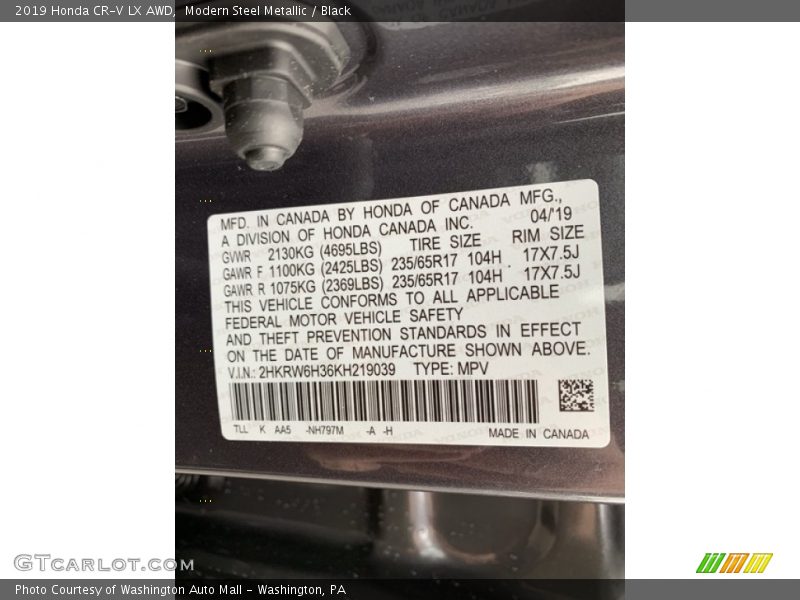 2019 Honda CR-V LX AWD, Modern Steel Metallic / Black
MFD. IN CANADA BY HONDA OF CANADA MFG.,
A DIVISION OF HONDA CANADA INC. 04/19
GVWR 2130KG (4695LBS) TIRE SIZE RIM SIZE
GAWR F 1100KG (2425LBS) 235/65R17 104H 17X7.5J
GAWR R 1075KG (2369LBS) 235/65R17 104H 17X7.5J
THIS VEHICLE CONFORMS TO ALL APPLICABLE
FEDERAL MOTOR VEHICLE SAFETY
AND THEFT PREVENTION STANDARDS IN EFFECT
ON THE DATE OF MANUFACTURE SHOWN ABOVE.
V.I.N.: 2HKRW6H36KH219039 TYPE: MPV
TLL K AA5 -NH797M -A -H MADE IN CANADA
GTCARLOT.COM
Photo Courtesy of Washington Auto Mall - Washington, PA